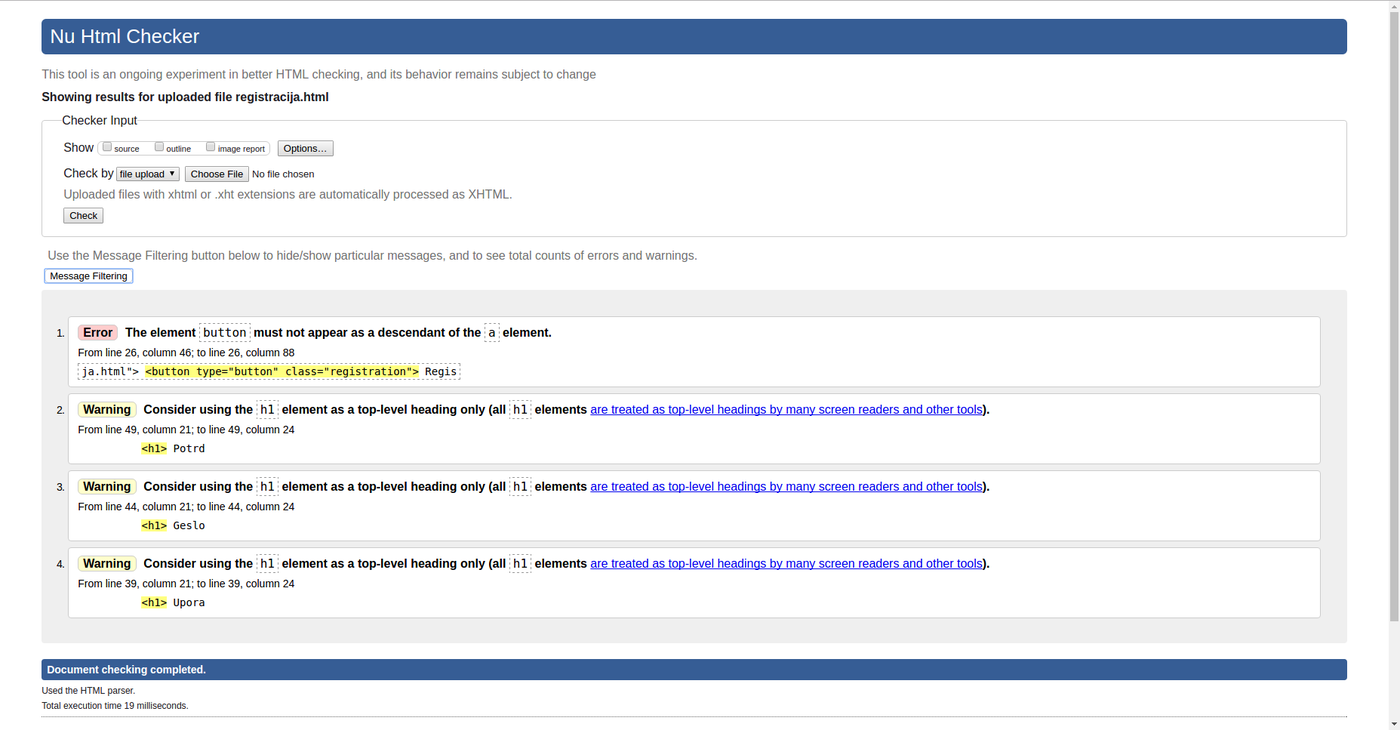 Nu Html Checker
This tool is an ongoing experiment in better HTML checking, and its behavior remains subject to change
Showing results for uploaded file registracija.html
Checker Input
Show source outline image report Options...
Check by file upload Choose File No file chosen
Uploaded files with xhtml or .xht extensions are automatically processed as XHTML.
Check
Use the Message Filtering button below to hide/show particular messages, and to see total counts of errors and warnings.
Message Filtering
1. Error The element button must not appear as a descendant of the a element.
From line 26, column 46; to line 26, column 88
ja.html"> <button type="button" class="registration"> Regis
2. Warning Consider using the h1 element as a top-level heading only (all h1 elements are treated as top-level headings by many screen readers and other tools).
From line 49, column 21; to line 49, column 24
<h1> Potrd
3. Warning Consider using the h1 element as a top-level heading only (all h1 elements are treated as top-level headings by many screen readers and other tools).
From line 44, column 21; to line 44, column 24
<h1> Geslo
4. Warning Consider using the h1 element as a top-level heading only (all h1 elements are treated as top-level headings by many screen readers and other tools).
From line 39, column 21; to line 39, column 24
<h1> Upora
Document checking completed.
Used the HTML parser.
Total execution time 19 milliseconds.